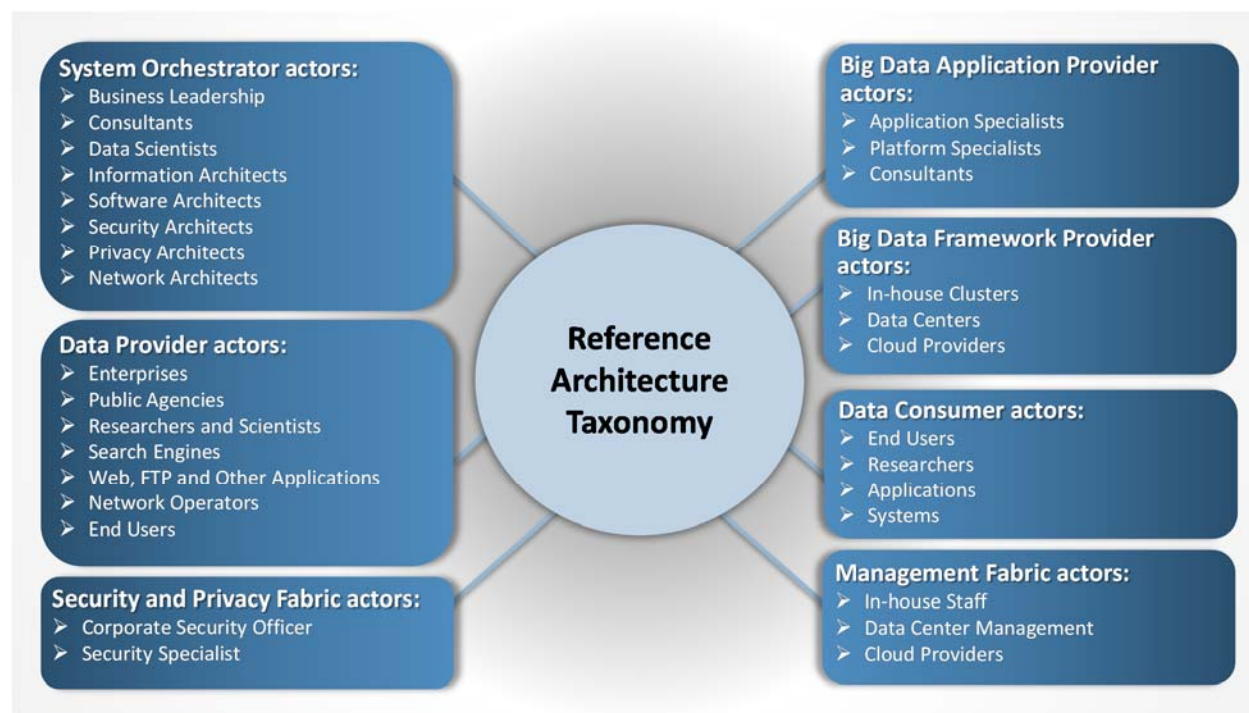 System Orchestrator actors:
Business Leadership
Consultants
Data Scientists
Information Architects
Software Architects
Security Architects
Privacy Architects
Network Architects
Data Provider actors:
Enterprises
Public Agencies
Researchers and Scientists
Search Engines
Web, FTP and Other Applications
Network Operators
End Users
Security and Privacy Fabric actors:
Corporate Security Officer
Security Specialist
Reference
Architecture
Taxonomy
Big Data Application Provider
actors:
Application Specialists
Platform Specialists
Consultants
Big Data Framework Provider
actors:
In-house Clusters
Data Centers
Cloud Providers
Data Consumer actors:
End Users
Researchers
Applications
Systems
Management Fabric actors:
In-house Staff
Data Center Management
Cloud Providers